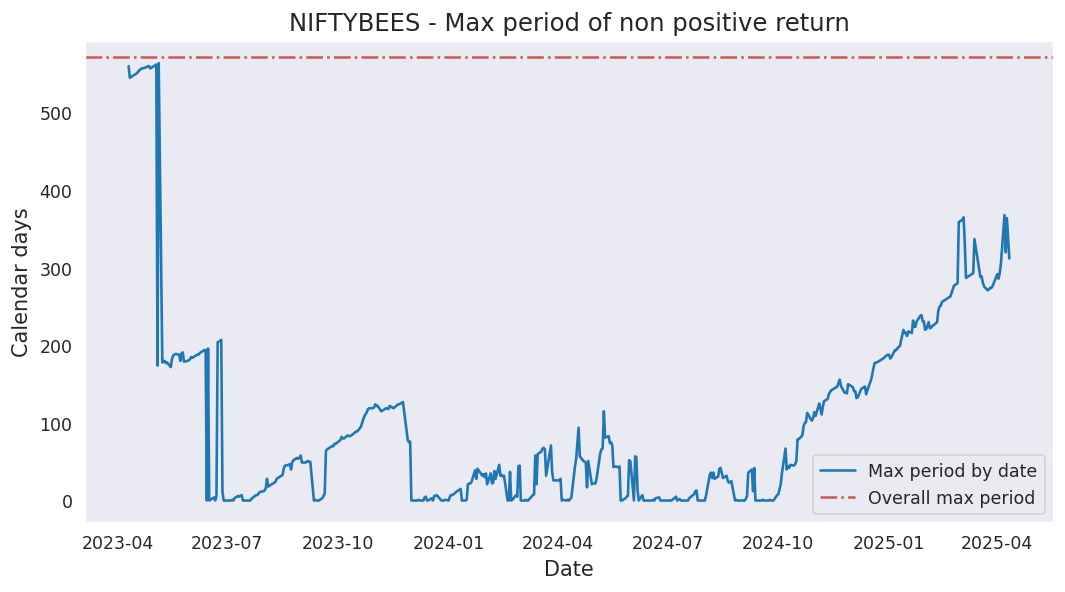 NIFTYBEES - Max period of non positive return
Calendar days
500
400
300
200
100
0
2023-04 2023-07 2023-10 2024-01 2024-04 2024-07 2024-10 2025-01 2025-04
Date
Max period by date
Overall max period